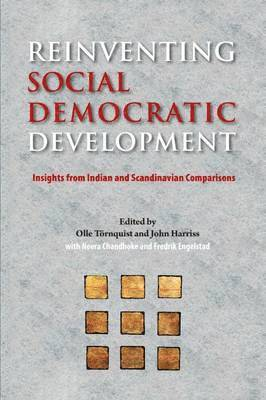 REINVENTING
SOCIAL
DEMOCRATIC
DEVELOPMENT
Insights from Indian and Scandinavian Comparisons
Edited by
Olle Törnquist and John Harriss
with Neera Chandhoke and Fredrik Engelstad